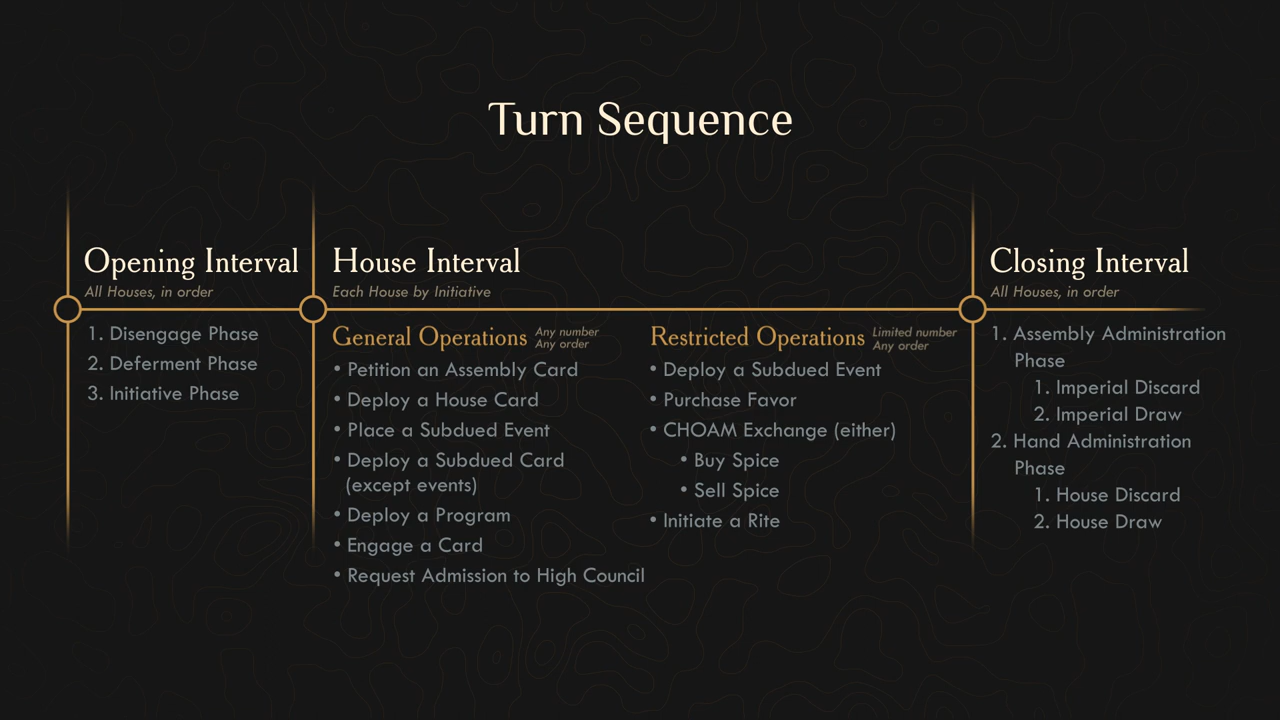 Turn Sequence
Opening Interval
All Houses, in order
1. Disengage Phase
2. Deferment Phase
3. Initiative Phase
House Interval
Each House by Initiative
General Operations
Any number
Any order
• Petition an Assembly Card
• Deploy a House Card
• Place a Subdued Event
• Deploy a Subdued Card
(except events)
• Deploy a Program
• Engage a Card
• Request Admission to High Council
Restricted Operations
Limited number
Any order
• Deploy a Subdued Event
• Purchase Favor
• CHOAM Exchange (either)
• Buy Spice
• Sell Spice
• Initiate a Rite
Closing Interval
All Houses, in order
1. Assembly Administration
Phase
1. Imperial Discard
2. Imperial Draw
2. Hand Administration
Phase
1. House Discard
2. House Draw